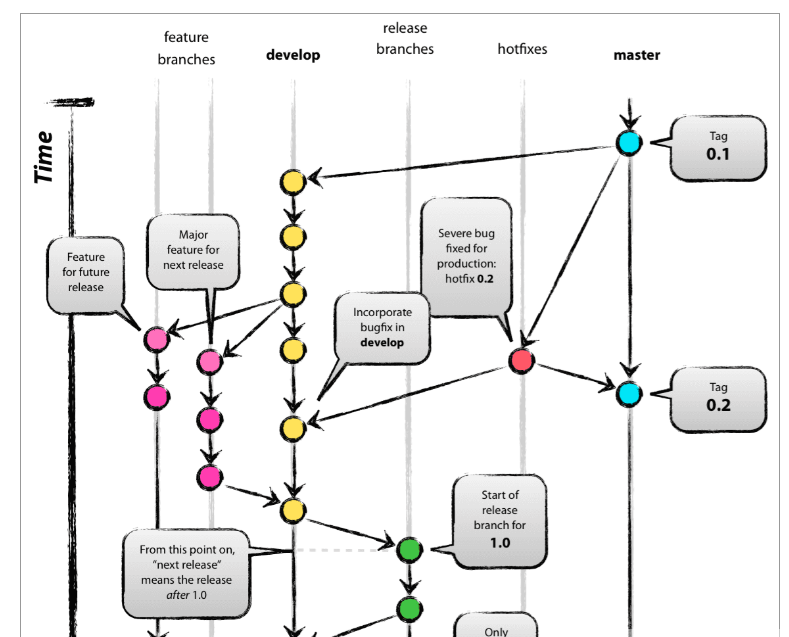 feature
branches
develop
release
branches
hotfixes
master
Time
Tag
0.1
Severe bug
fixed for
production:
hotfix 0.2
Major
feature for
next release
Feature
for future
release
Incorporate
bugfix in
develop
Tag
0.2
Start of
release
branch for
1.0
From this point on,
“next release”
means the release
after 1.0
Only